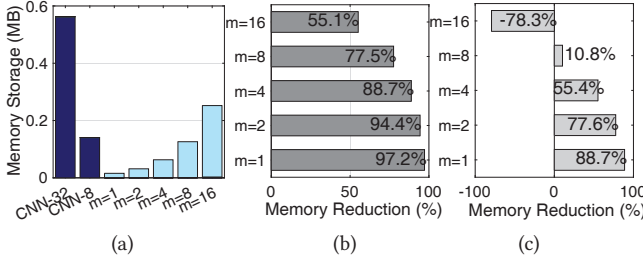 Memory Storage (MB)
0.6
0.4
0.2
0
CNN-32
CNN-8
m=1
m=2
m=4
m=8
m=16
(a)
m=16 55.1%
m=8 77.5%
m=4 88.7%
m=2 94.4%
m=1 97.2%
0 50 100
Memory Reduction (%)
(b)
m=16 -78.3%
m=8 10.8%
m=4 55.4%
m=2 77.6%
m=1 88.7%
-100 0 100
Memory Reduction (%)
(c)